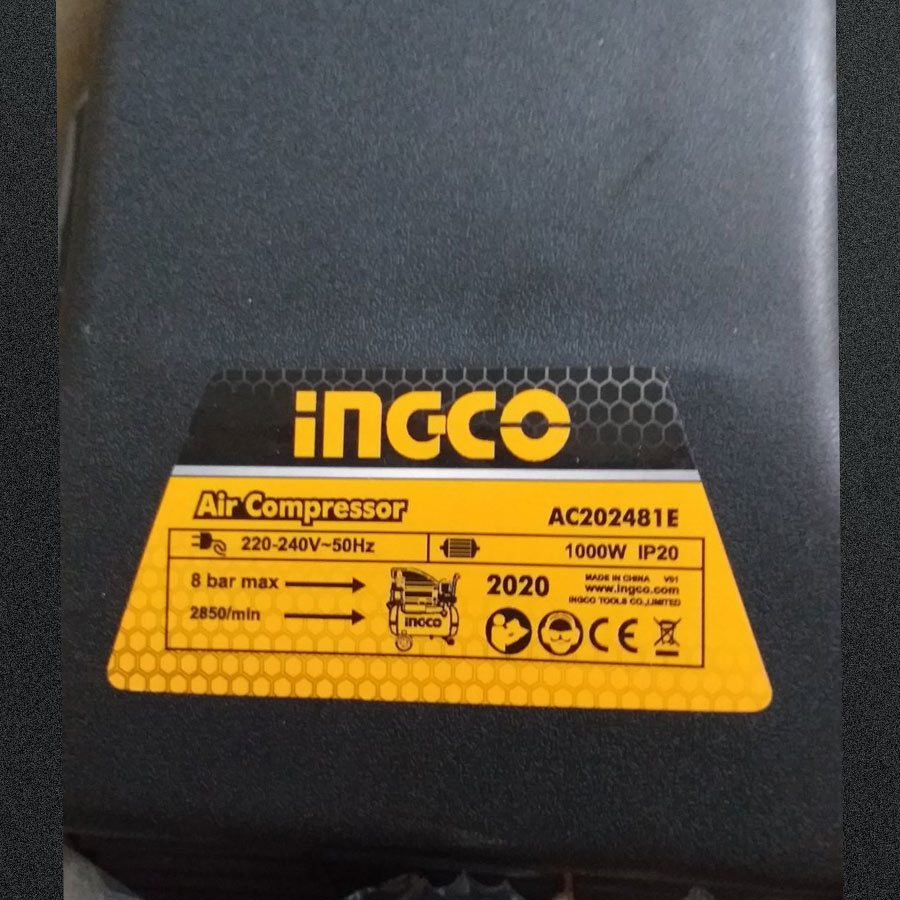 INGCO
Air Compressor
AC202481E
220-240V~50Hz
1000W IP20
8 bar max
2850/min
INGCO
2020
MADE IN CHINA V01
www.ingco.com
INGCO TOOLS CO.,LIMITED
CE